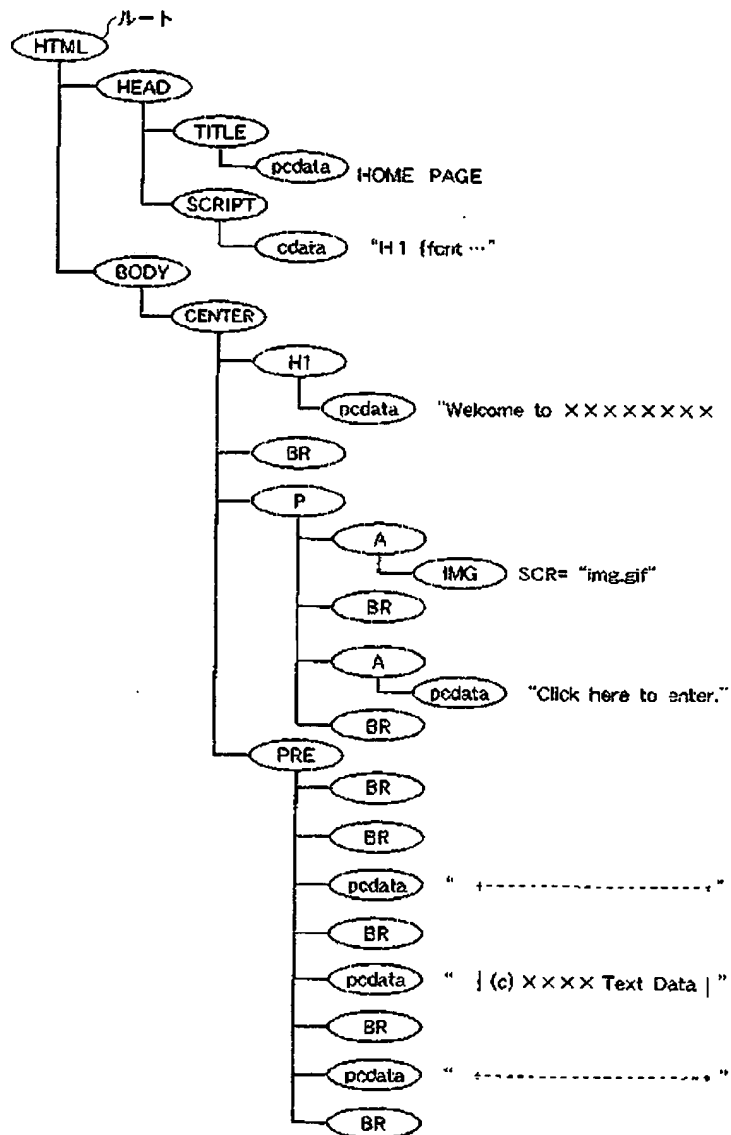 ルート
HTML
HEAD
TITLE
pcdata HOME PAGE
SCRIPT
cdata "H1 {font …"
BODY
CENTER
H1
pcdata "Welcome to ××××××××
BR
P
A
IMG SCR= "img.gif"
BR
A
pcdata "Click here to enter."
BR
PRE
BR
BR
pcdata " +--------------------------+"
BR
pcdata " | (c) ×××× Text Data | "
BR
pcdata " +--------------------------+"
BR